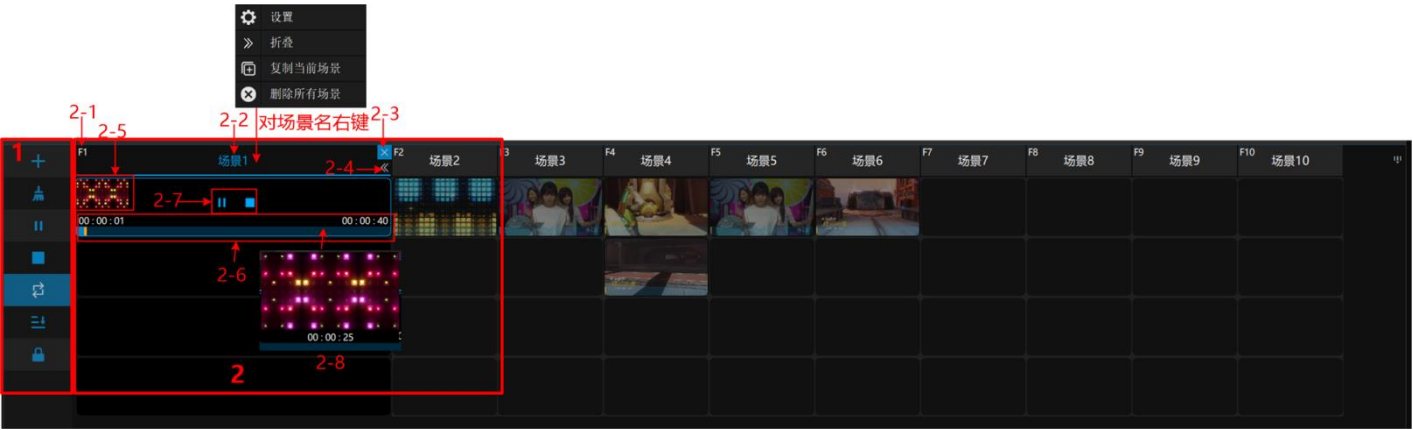 设置
折叠
复制当前场景
删除所有场景
2-1
2-5
2-2
对场景名右键
2-3
1
F1
场景1
2-4
F2 场景2
F3 场景3
F4 场景4
F5 场景5
F6 场景6
F7 场景7
F8 场景8
F9 场景9
F10 场景10
2-7
00:00:01
00:00:40
2-6
00:00:25
2-8
2